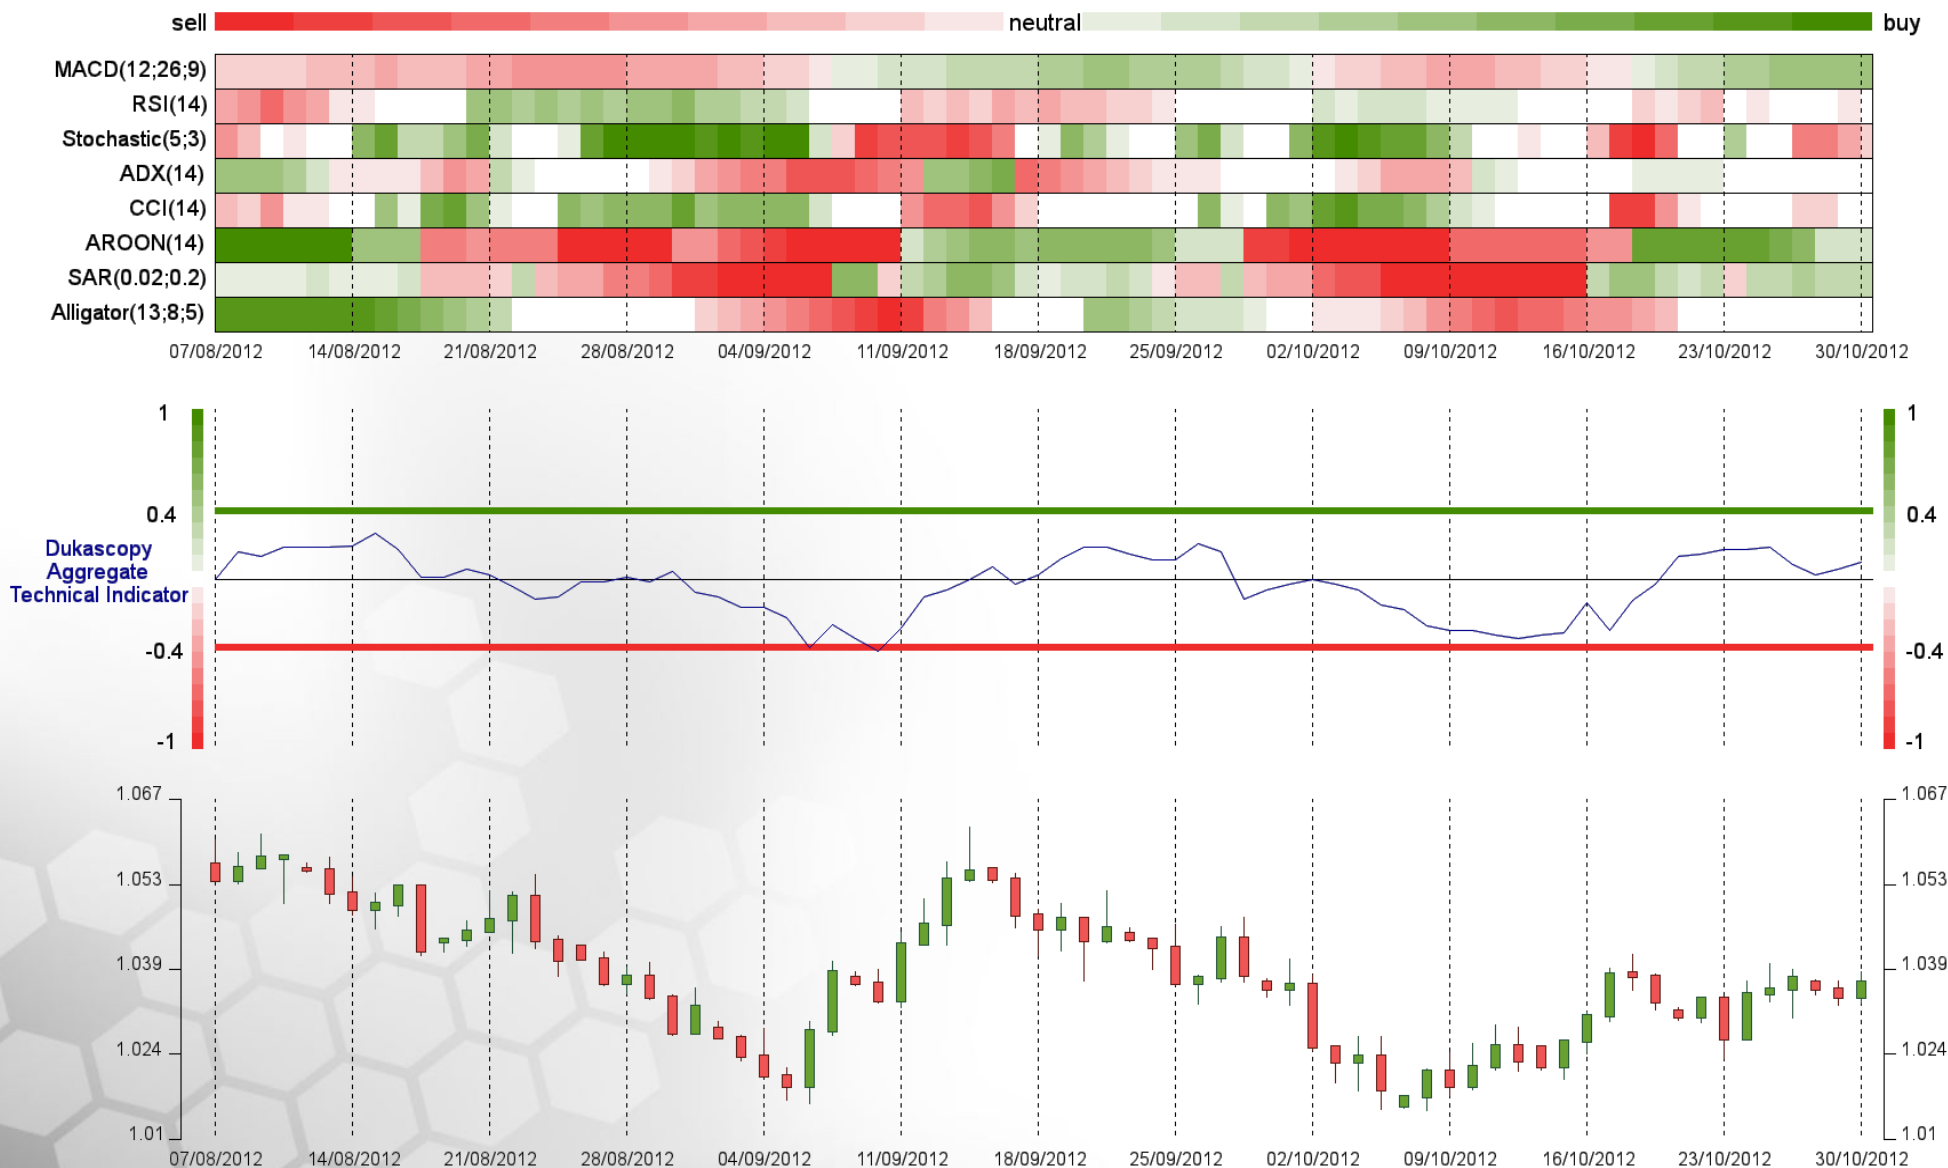 sell neutral buy
MACD(12;26;9)
RSI(14)
Stochastic(5;3)
ADX(14)
CCI(14)
AROON(14)
SAR(0.02;0.2)
Alligator(13;8;5)
07/08/2012 14/08/2012 21/08/2012 28/08/2012 04/09/2012 11/09/2012 18/09/2012 25/09/2012 02/10/2012 09/10/2012 16/10/2012 23/10/2012 30/10/2012
1 1
0.4 0.4
Dukascopy
Aggregate
Technical Indicator
-0.4 -0.4
-1 -1
1.067 1.067
1.053 1.053
1.039 1.039
1.024 1.024
1.01 1.01
07/08/2012 14/08/2012 21/08/2012 28/08/2012 04/09/2012 11/09/2012 18/09/2012 25/09/2012 02/10/2012 09/10/2012 16/10/2012 23/10/2012 30/10/2012